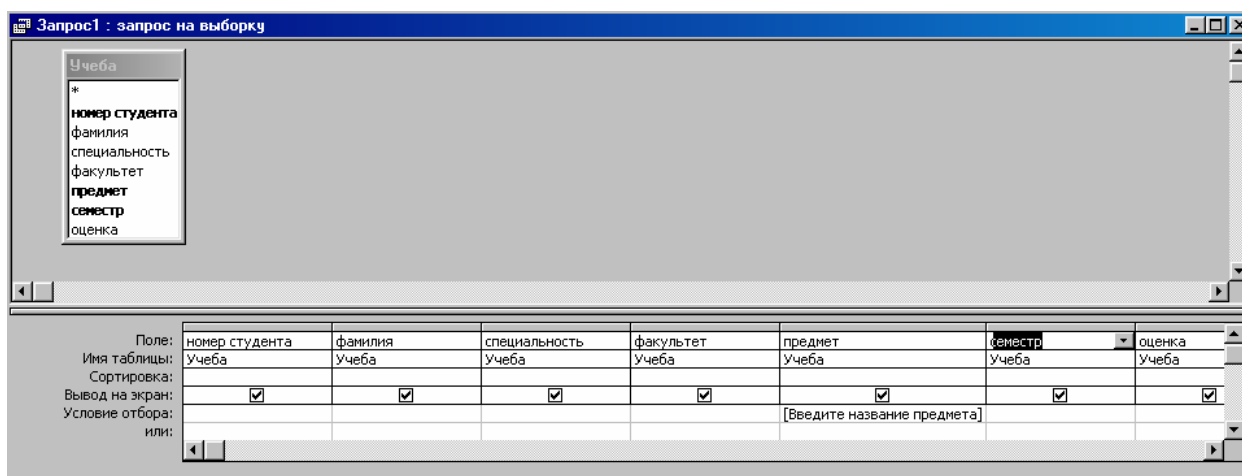 Запрос1 : запрос на выборку
Учеба
*
номер студента
фамилия
специальность
факультет
предмет
семестр
оценка
Поле: номер студента фамилия специальность факультет предмет семестр оценка
Имя таблицы: Учеба Учеба Учеба Учеба Учеба Учеба Учеба
Сортировка:
Вывод на экран:
Условие отбора: [Введите название предмета]
или: